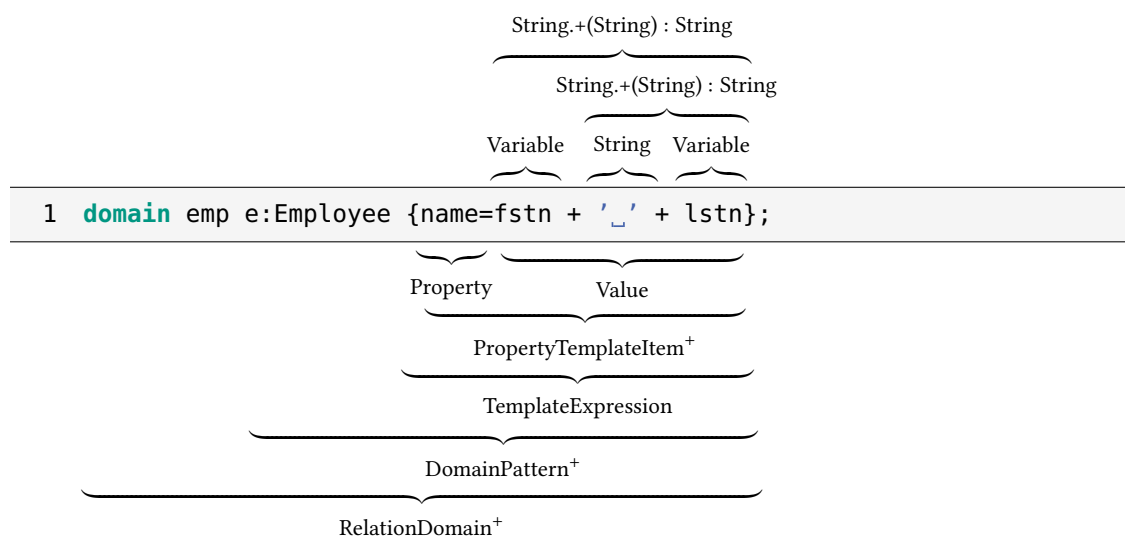 String.+(String) : String
String.+(String) : String
Variable String Variable
1 domain emp e:Employee {name=fstn + '␣' + lstn};
Property Value
PropertyTemplateItem⁺
TemplateExpression
DomainPattern⁺
RelationDomain⁺